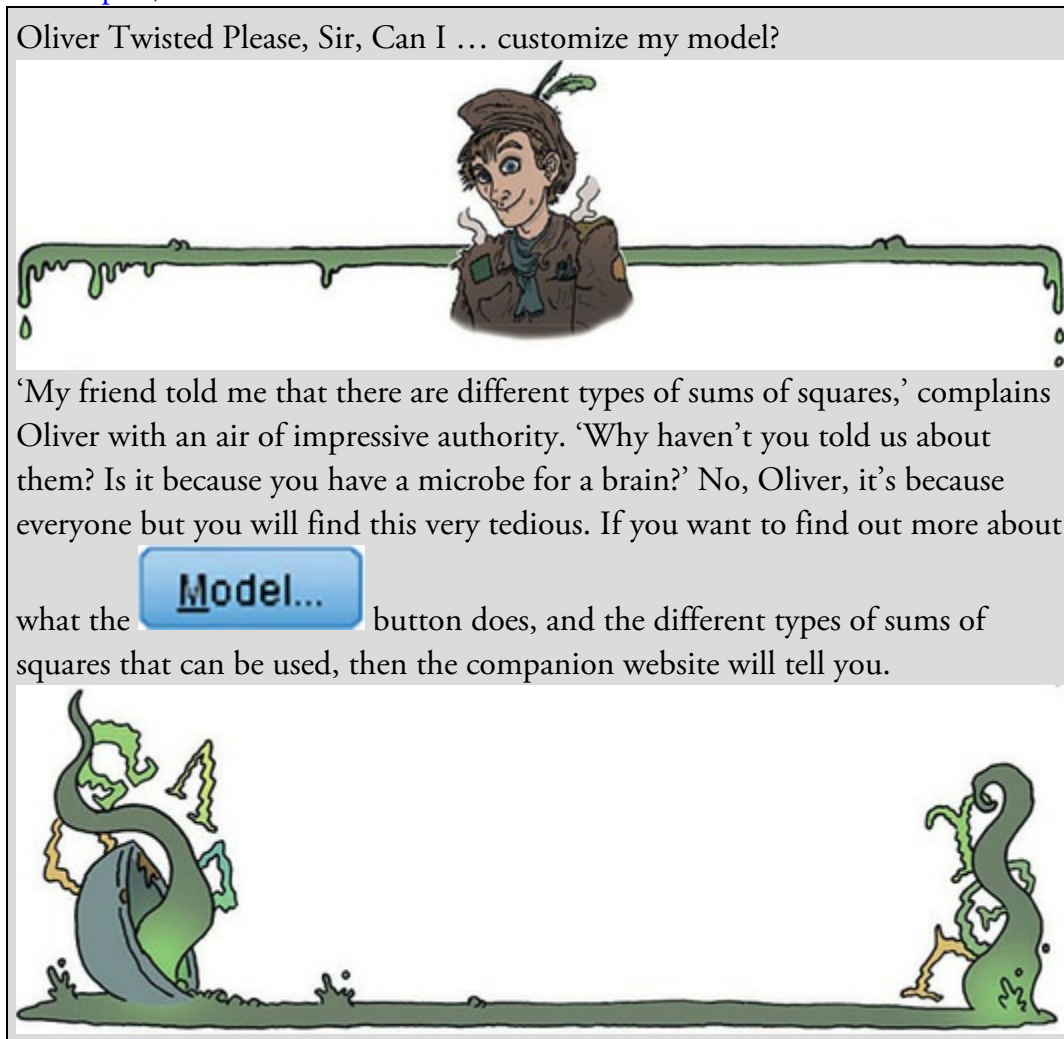 Oliver Twisted Please, Sir, Can I … customize my model?
‘My friend told me that there are different types of sums of squares,’ complains
Oliver with an air of impressive authority. ‘Why haven’t you told us about
them? Is it because you have a microbe for a brain?’ No, Oliver, it’s because
everyone but you will find this very tedious. If you want to find out more about
what the Model... button does, and the different types of sums of
squares that can be used, then the companion website will tell you.